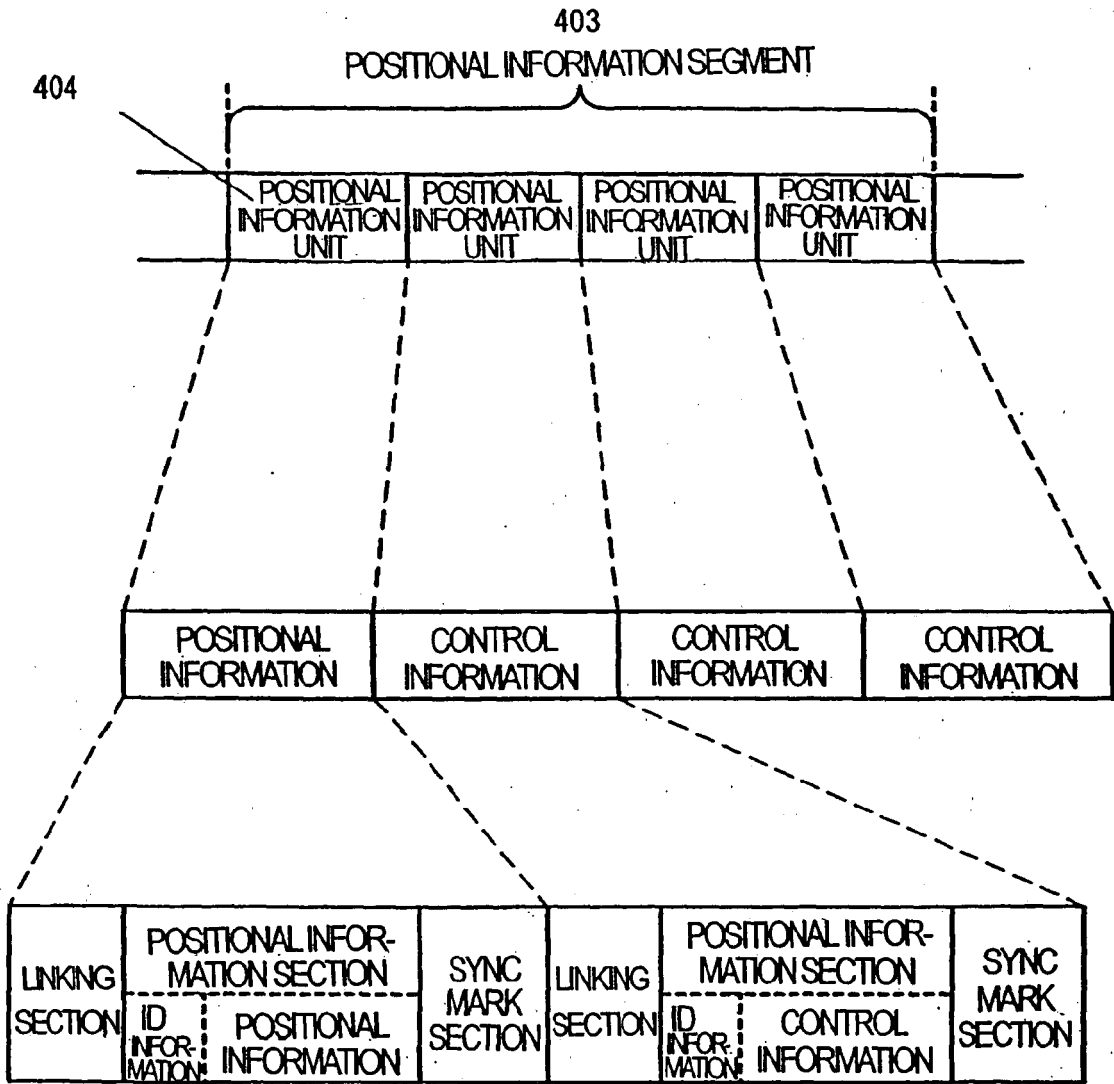 403
POSITIONAL INFORMATION SEGMENT
404
POSITIONAL
INFORMATION
UNIT
POSITIONAL
INFORMATION
UNIT
POSITIONAL
INFORMATION
UNIT
POSITIONAL
INFORMATION
UNIT
POSITIONAL
INFORMATION
CONTROL
INFORMATION
CONTROL
INFORMATION
CONTROL
INFORMATION
LINKING
SECTION
POSITIONAL INFOR-
MATION SECTION
ID
INFOR-
MATION
POSITIONAL
INFORMATION
SYNC
MARK
SECTION
LINKING
SECTION
POSITIONAL INFOR-
MATION SECTION
ID
INFOR-
MATION
CONTROL
INFORMATION
SYNC
MARK
SECTION